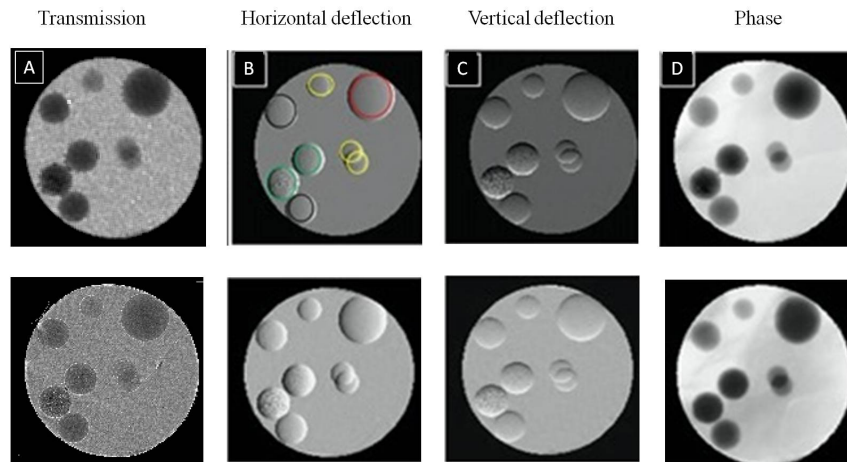 Transmission Horizontal deflection Vertical deflection Phase
A B C D